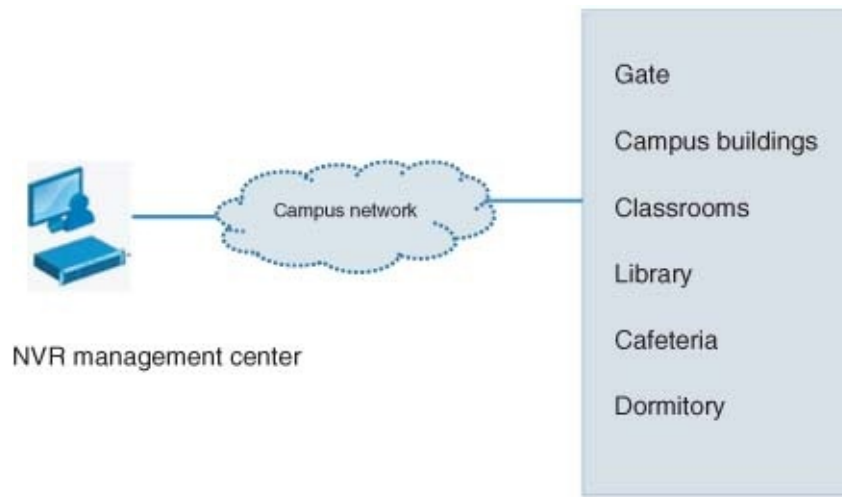 Gate
Campus buildings
Classrooms
Library
Cafeteria
Dormitory
Campus network
NVR management center